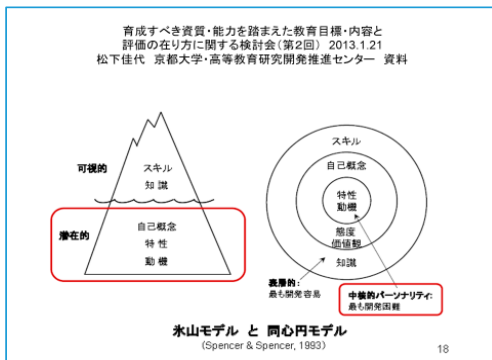 育成すべき資質・能力を踏まえた教育目標・内容と
評価の在り方に関する検討会(第2回) 2013.1.21
松下佳代 京都大学・高等教育研究開発推進センター 資料
可視的
スキル
知識
潜在的
自己概念
特性
動機
スキル
自己概念
特性
動機
態度
価値観
知識
表層的:
最も開発容易
中核的パーソナリティ:
最も開発困難
氷山モデル と 同心円モデル
(Spencer & Spencer, 1993)
18